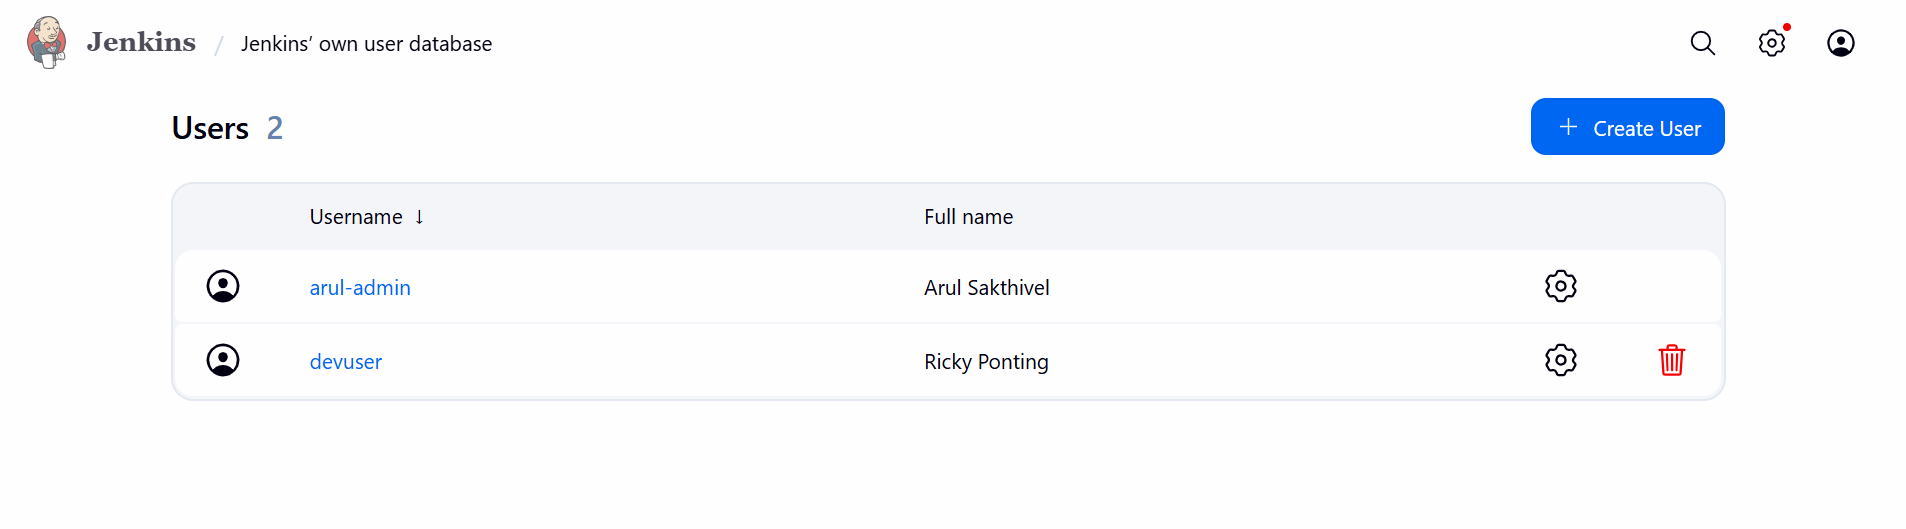 Jenkins / Jenkins’ own user database
Users 2
+ Create User
Username ↓ Full name
arul-admin Arul Sakthivel
devuser Ricky Ponting